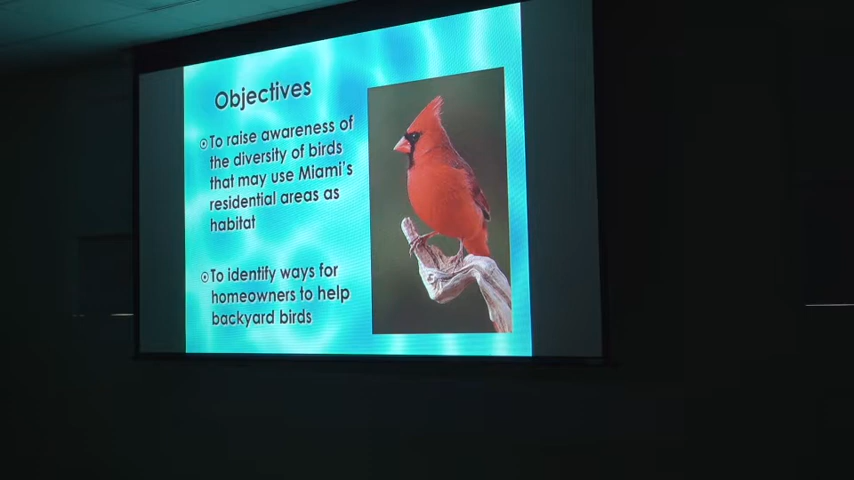 Objectives
To raise awareness of
the diversity of birds
that may use Miami's
residential areas as
habitat
To identify ways for
homeowners to help
backyard birds